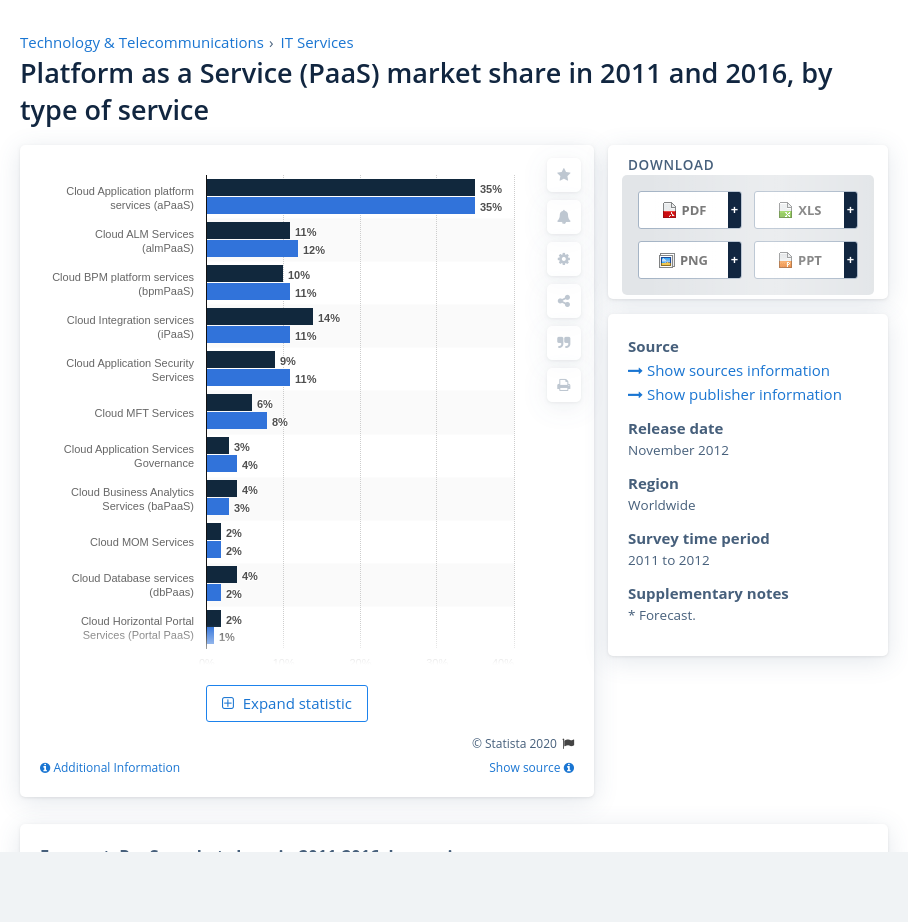 Technology & Telecommunications › IT Services
Platform as a Service (PaaS) market share in 2011 and 2016, by
type of service
Cloud Application platform
services (aPaaS)
35%
35%
Cloud ALM Services
(almPaaS)
11%
12%
Cloud BPM platform services
(bpmPaaS)
10%
11%
Cloud Integration services
(iPaaS)
14%
11%
Cloud Application Security
Services
9%
11%
Cloud MFT Services
6%
8%
Cloud Application Services
Governance
3%
4%
Cloud Business Analytics
Services (baPaaS)
4%
3%
Cloud MOM Services
2%
2%
Cloud Database services
(dbPaas)
4%
2%
Cloud Horizontal Portal
Services (Portal PaaS)
2%
1%
Expand statistic
© Statista 2020
Additional Information
Show source
DOWNLOAD
PDF +
XLS +
PNG +
PPT +
Source
Show sources information
Show publisher information
Release date
November 2012
Region
Worldwide
Survey time period
2011 to 2012
Supplementary notes
* Forecast.